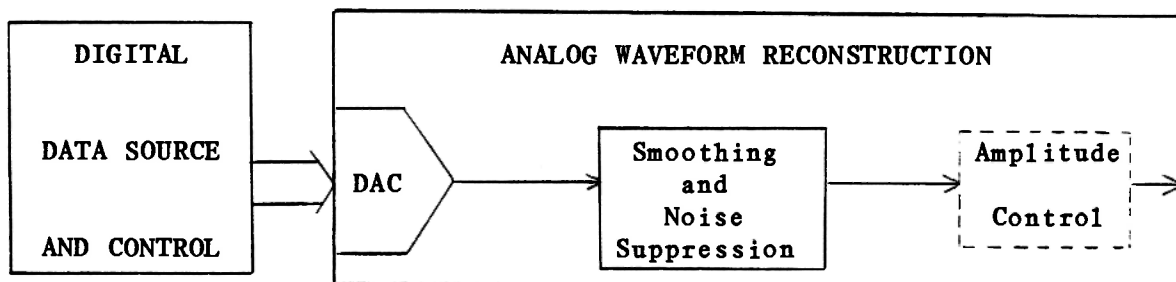 DIGITAL
DATA SOURCE
AND CONTROL
ANALOG WAVEFORM RECONSTRUCTION
DAC
Smoothing
and
Noise
Suppression
Amplitude
Control